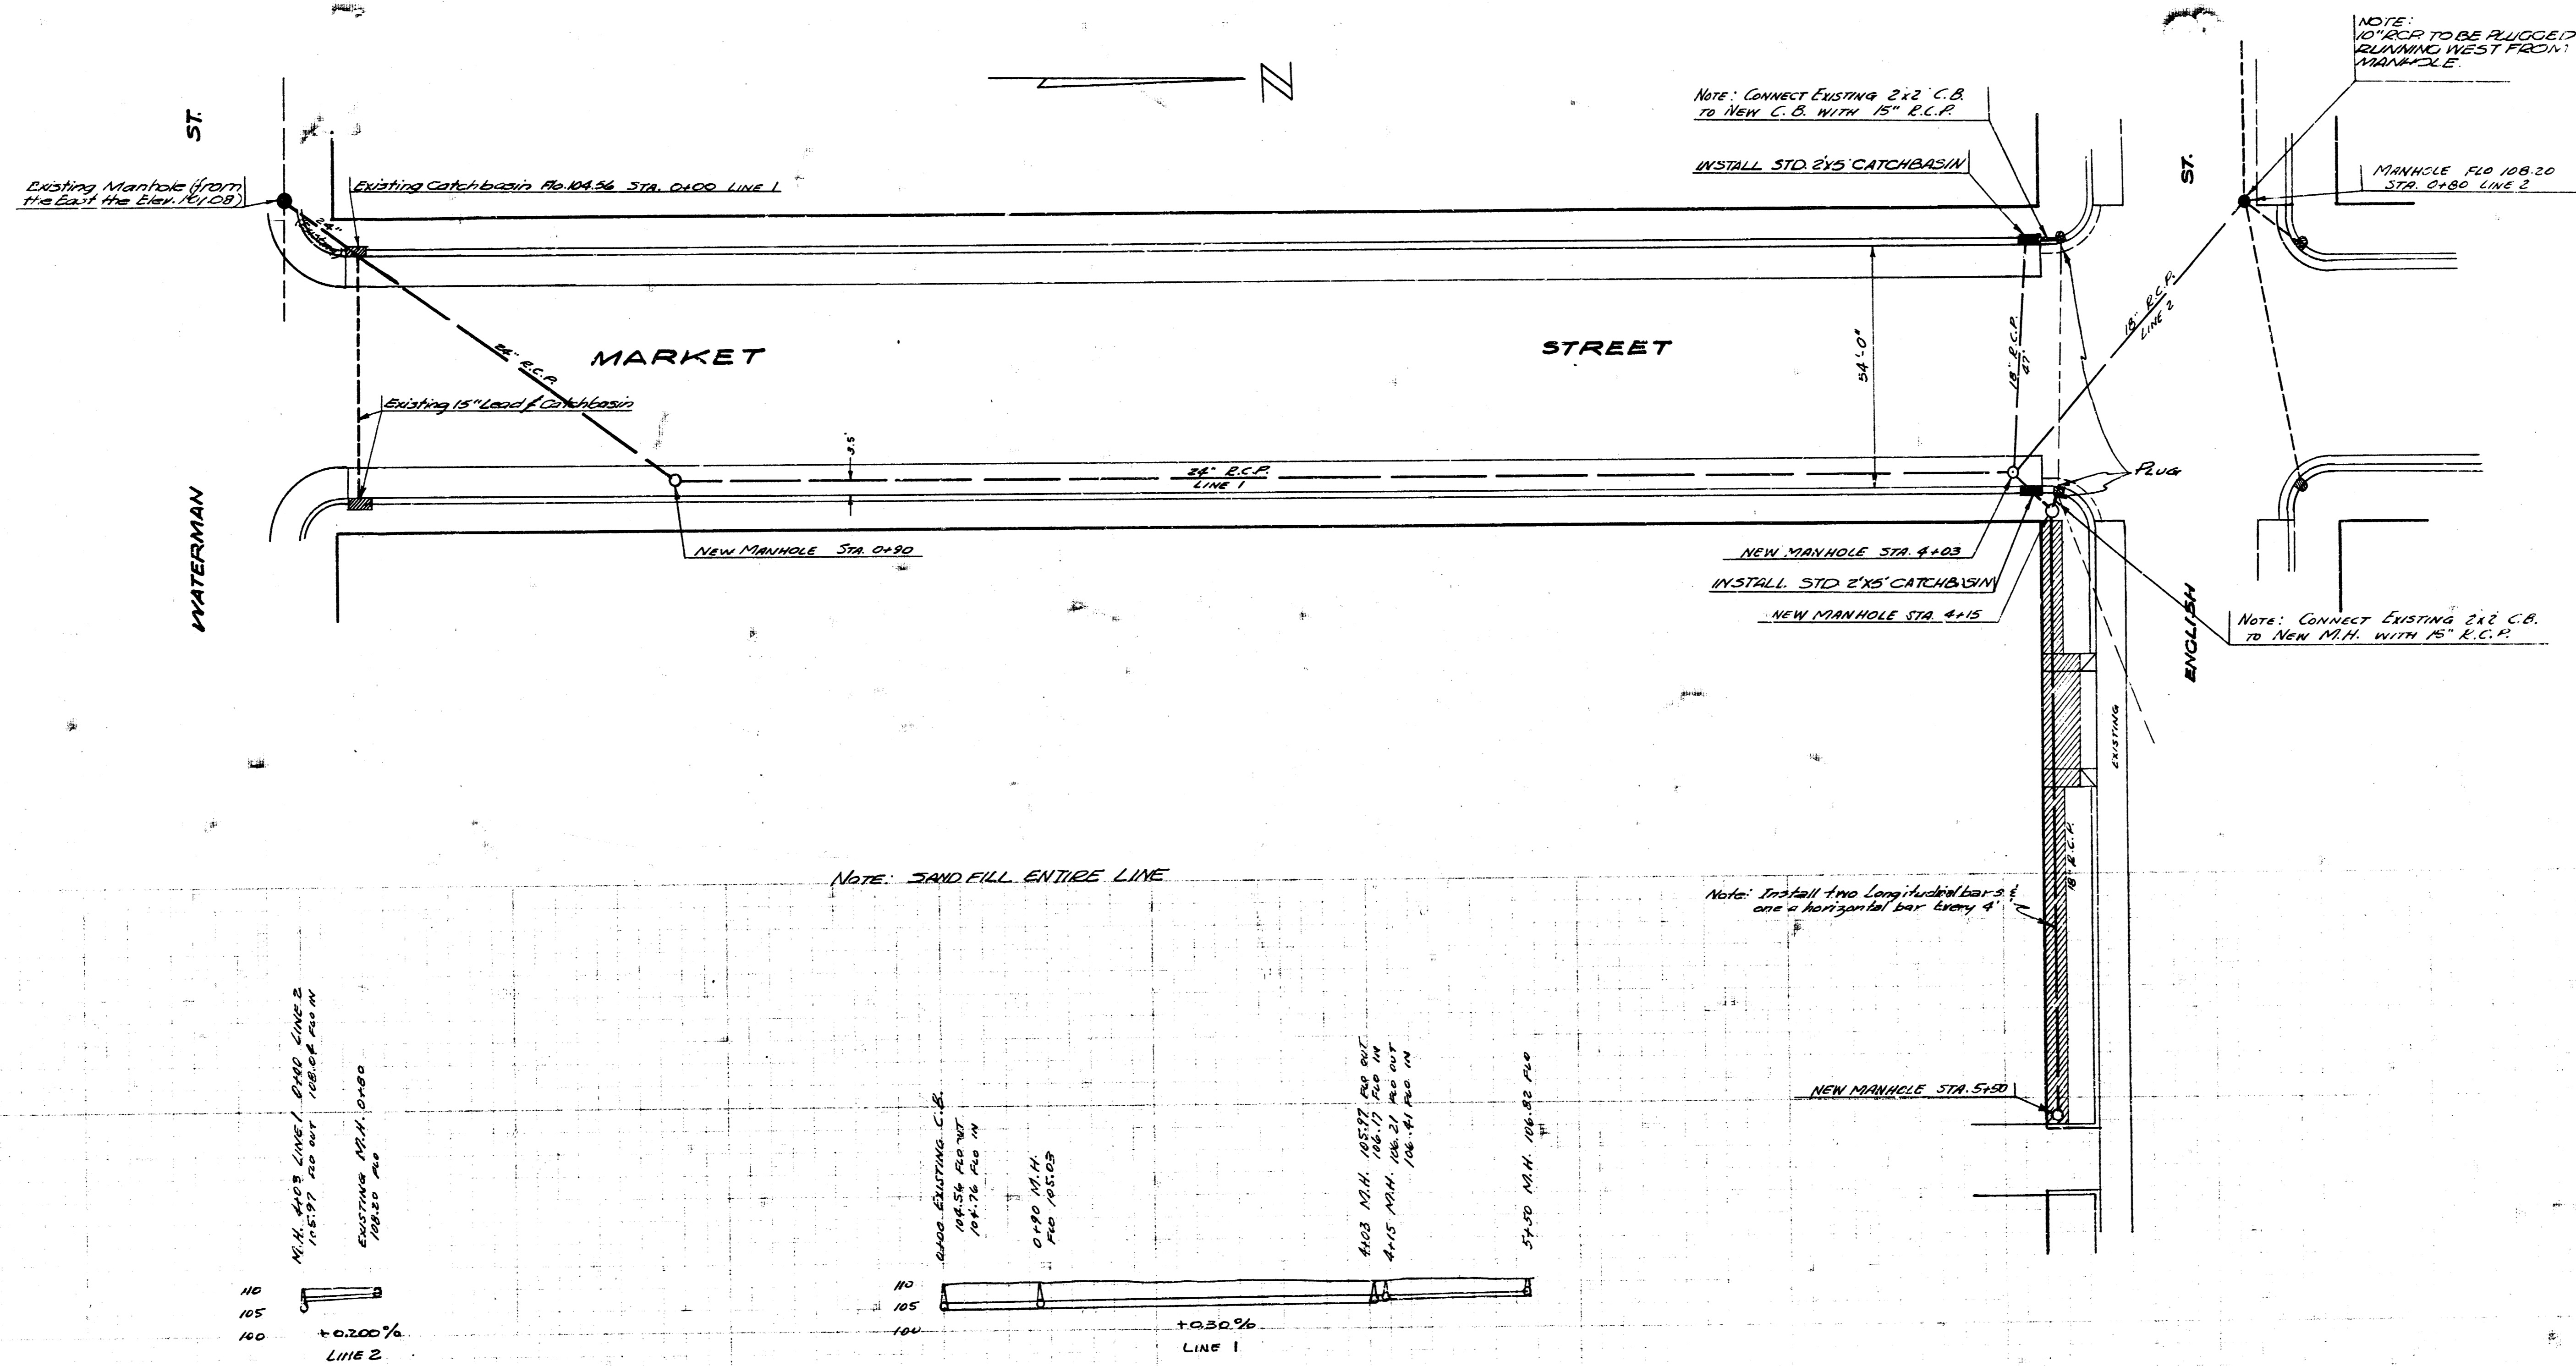 NOTE:
10" RCP TO BE PLUGGED
RUNNING WEST FROM
MANHOLE.
N
NOTE: CONNECT EXISTING 2'x2' C.B.
TO NEW C.B. WITH 15" R.C.P.
ST.
ST.
INSTALL STD. 2'X5' CATCHBASIN
MANHOLE FLO 108.20
STA. 0+80 LINE 2
Existing Manhole (from
the East the Elev. 101.08)
Existing Catchbasin Flo. 104.56 STA. 0+00 LINE 1
24"
Existing
18" R.C.P.
LINE 2
MARKET
STREET
24" R.C.P.
54'-0"
18" R.C.P.
47'
Existing 15" Lead & Catchbasin
3.5'
24" R.C.P.
LINE 1
PLUG
WATERMAN
NEW MANHOLE STA. 0+90
NEW MANHOLE STA. 4+03
INSTALL STD. 2'X5' CATCHBASIN
NEW MANHOLE STA. 4+15
ENGLISH
NOTE: CONNECT EXISTING 2'x2' C.B.
TO NEW M.H. WITH 15" R.C.P.
EXISTING
18" R.C.P.
NOTE: SAND FILL ENTIRE LINE
Note: Install two Longitudinal bars &
one a horizontal bar Every 4'
NEW MANHOLE STA. 5+50
M.H. 4+03 LINE 1 0+00 LINE 2
105.97 FLO OUT 108.04 FLO IN
EXISTING M.H. 0+80
108.20 FLO
0+00 EXISTING C.B.
104.56 FLO OUT
104.76 FLO IN
0+90 M.H.
FLO 105.03
4+03 M.H. 105.97 FLO OUT
106.17 FLO IN
4+15 M.H. 106.21 FLO OUT
106.41 FLO IN
5+50 M.H. 106.82 FLO
110
105
100
+0.200%
LINE 2
110
105
100
+0.30%
LINE 1